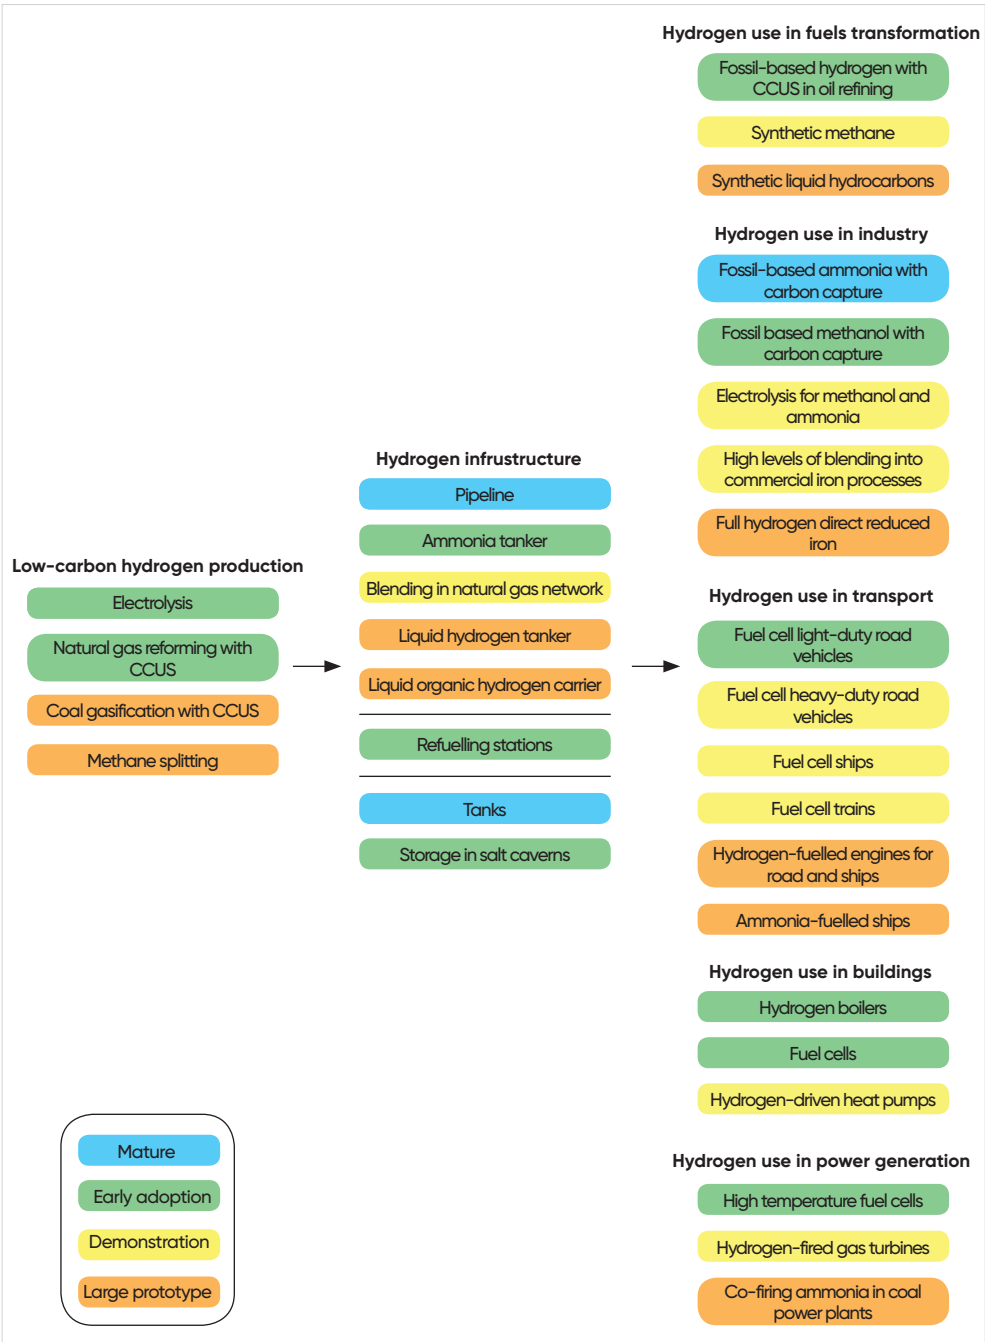 Low-carbon hydrogen production
Electrolysis
Natural gas reforming with
CCUS
Coal gasification with CCUS
Methane splitting
Hydrogen infrustructure
Pipeline
Ammonia tanker
Blending in natural gas network
Liquid hydrogen tanker
Liquid organic hydrogen carrier
Refuelling stations
Tanks
Storage in salt caverns
Hydrogen use in fuels transformation
Fossil-based hydrogen with
CCUS in oil refining
Synthetic methane
Synthetic liquid hydrocarbons
Hydrogen use in industry
Fossil-based ammonia with
carbon capture
Fossil based methanol with
carbon capture
Electrolysis for methanol and
ammonia
High levels of blending into
commercial iron processes
Full hydrogen direct reduced
iron
Hydrogen use in transport
Fuel cell light-duty road
vehicles
Fuel cell heavy-duty road
vehicles
Fuel cell ships
Fuel cell trains
Hydrogen-fuelled engines for
road and ships
Ammonia-fuelled ships
Hydrogen use in buildings
Hydrogen boilers
Fuel cells
Hydrogen-driven heat pumps
Hydrogen use in power generation
High temperature fuel cells
Hydrogen-fired gas turbines
Co-firing ammonia in coal
power plants
Mature
Early adoption
Demonstration
Large prototype